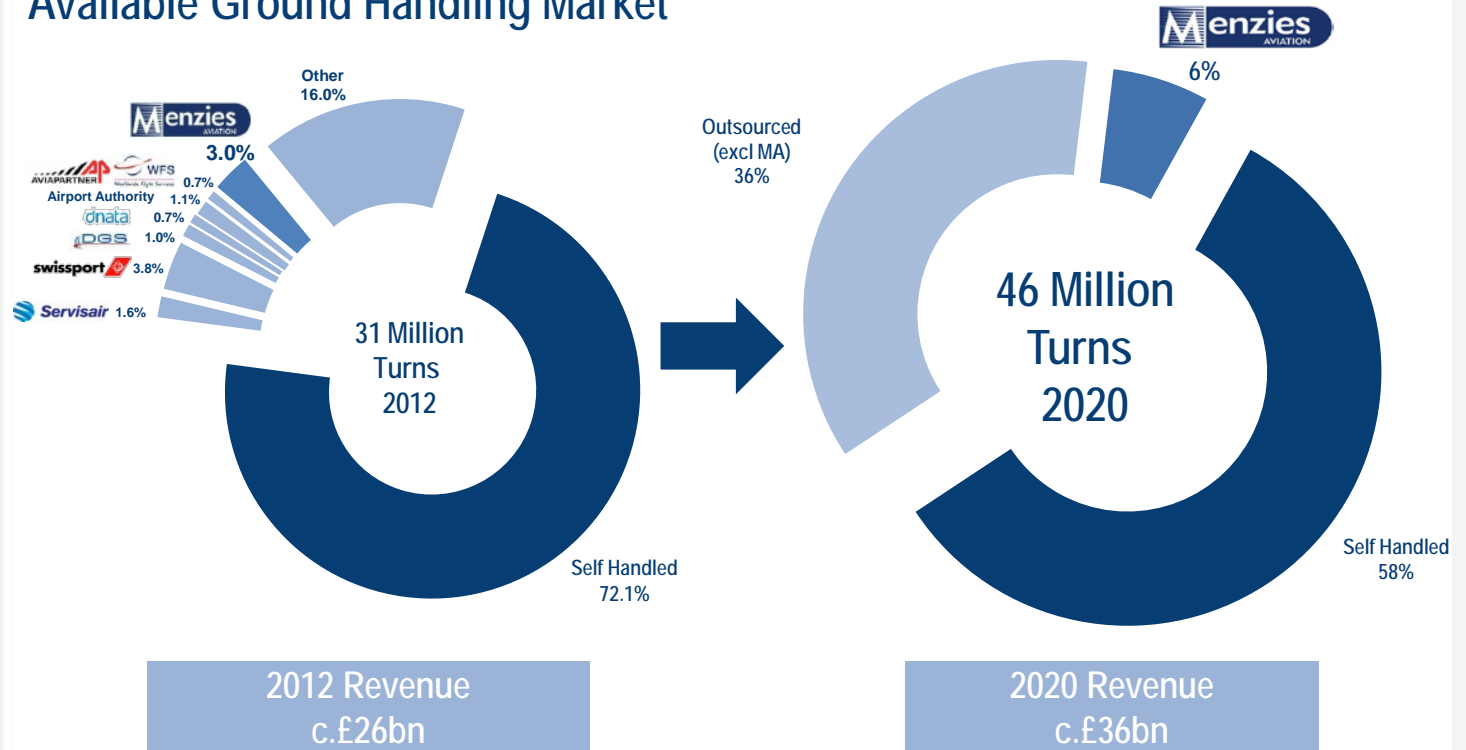 Available Ground Handling Market
Menzies
AVIATION
6%
Other
16.0%
Menzies
AVIATION
3.0%
AVIAPARTNER
WFS
Worldwide Flight Services
0.7%
Airport Authority 1.1%
dnata 0.7%
DGS 1.0%
swissport 3.8%
Servisair 1.6%
31 Million
Turns
2012
Self Handled
72.1%
Outsourced
(excl MA)
36%
46 Million
Turns
2020
Self Handled
58%
2012 Revenue
c.£26bn
2020 Revenue
c.£36bn